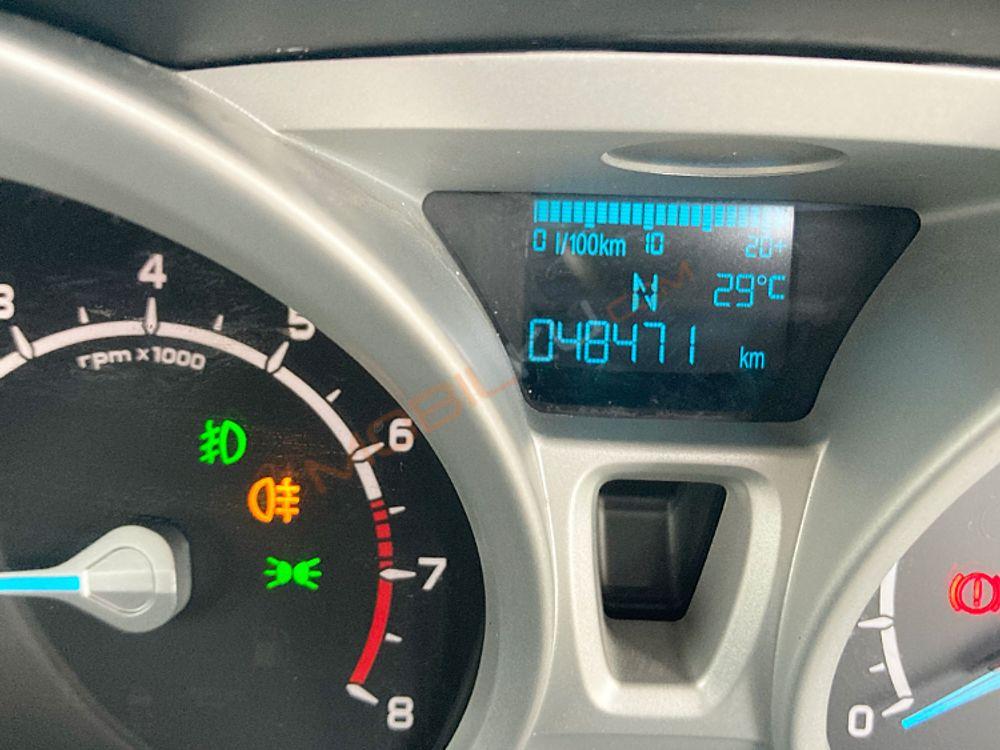 0 l/100km 10 20+
N 29°C
048471 km
3 4 5 6 7 8
rpm x1000
0